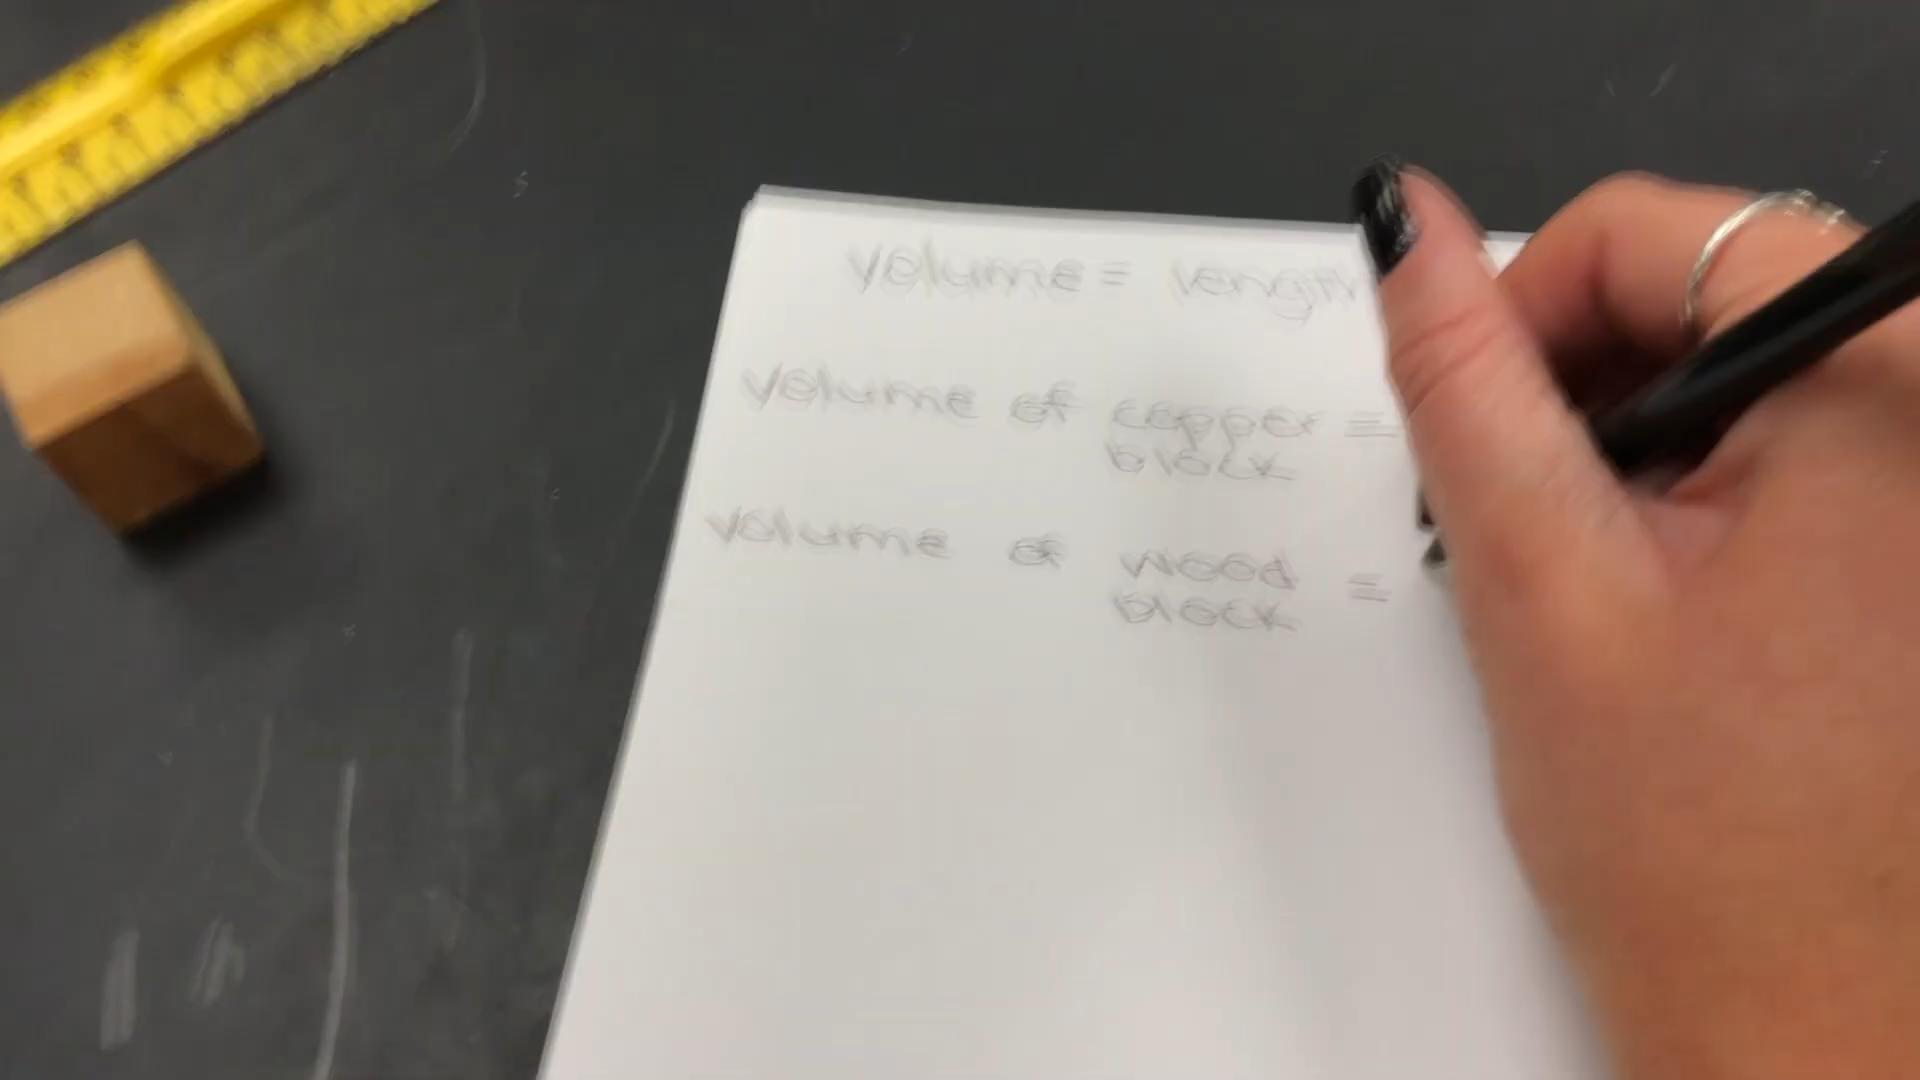 volume = length
volume of copper =
block
volume of wood =
block